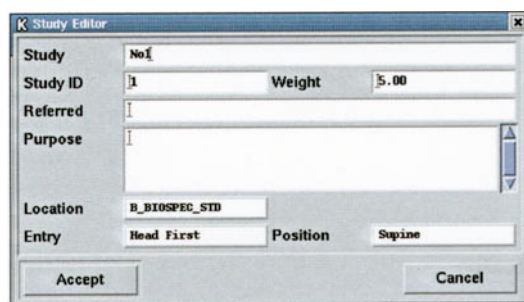 Study Editor
Study No1
Study ID 1 Weight 5.00
Referred
Purpose
Location B_BIOSPEC_STD
Entry Head First Position Supine
Accept Cancel